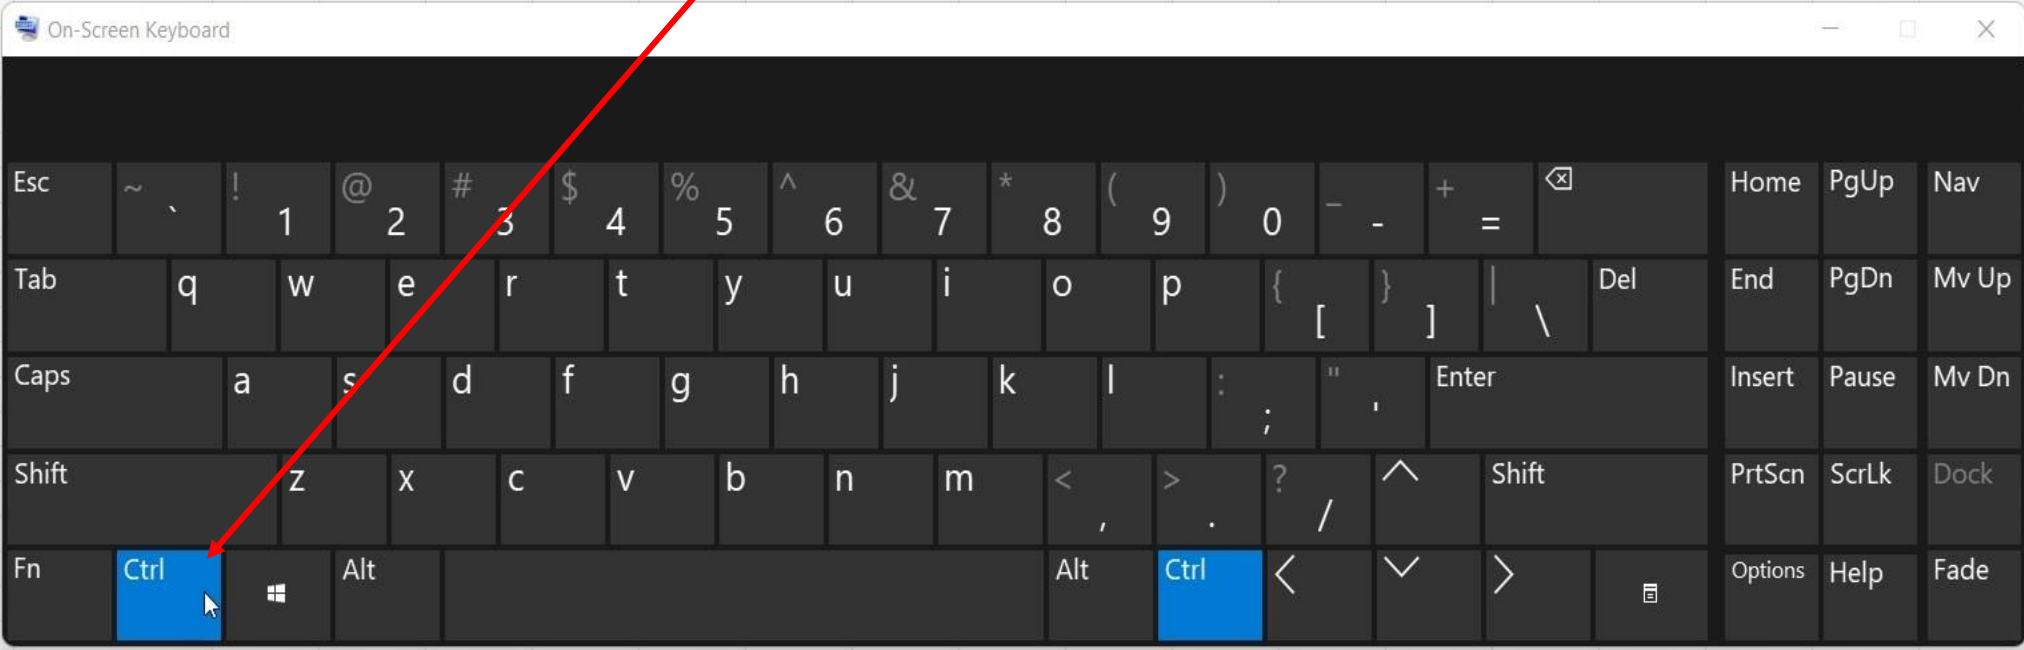 On-Screen Keyboard
Esc ~ ` ! 1 @ 2 # 3 $ 4 % 5 ^ 6 & 7 * 8 ( 9 ) 0 _ - + = Home PgUp Nav
Tab q w e r t y u i o p { [ } ] | \ Del End PgDn Mv Up
Caps a s d f g h j k l : ; " ' Enter Insert Pause Mv Dn
Shift z x c v b n m < , > . ? / Shift PrtScn ScrLk Dock
Fn Ctrl Alt Alt Ctrl Options Help Fade